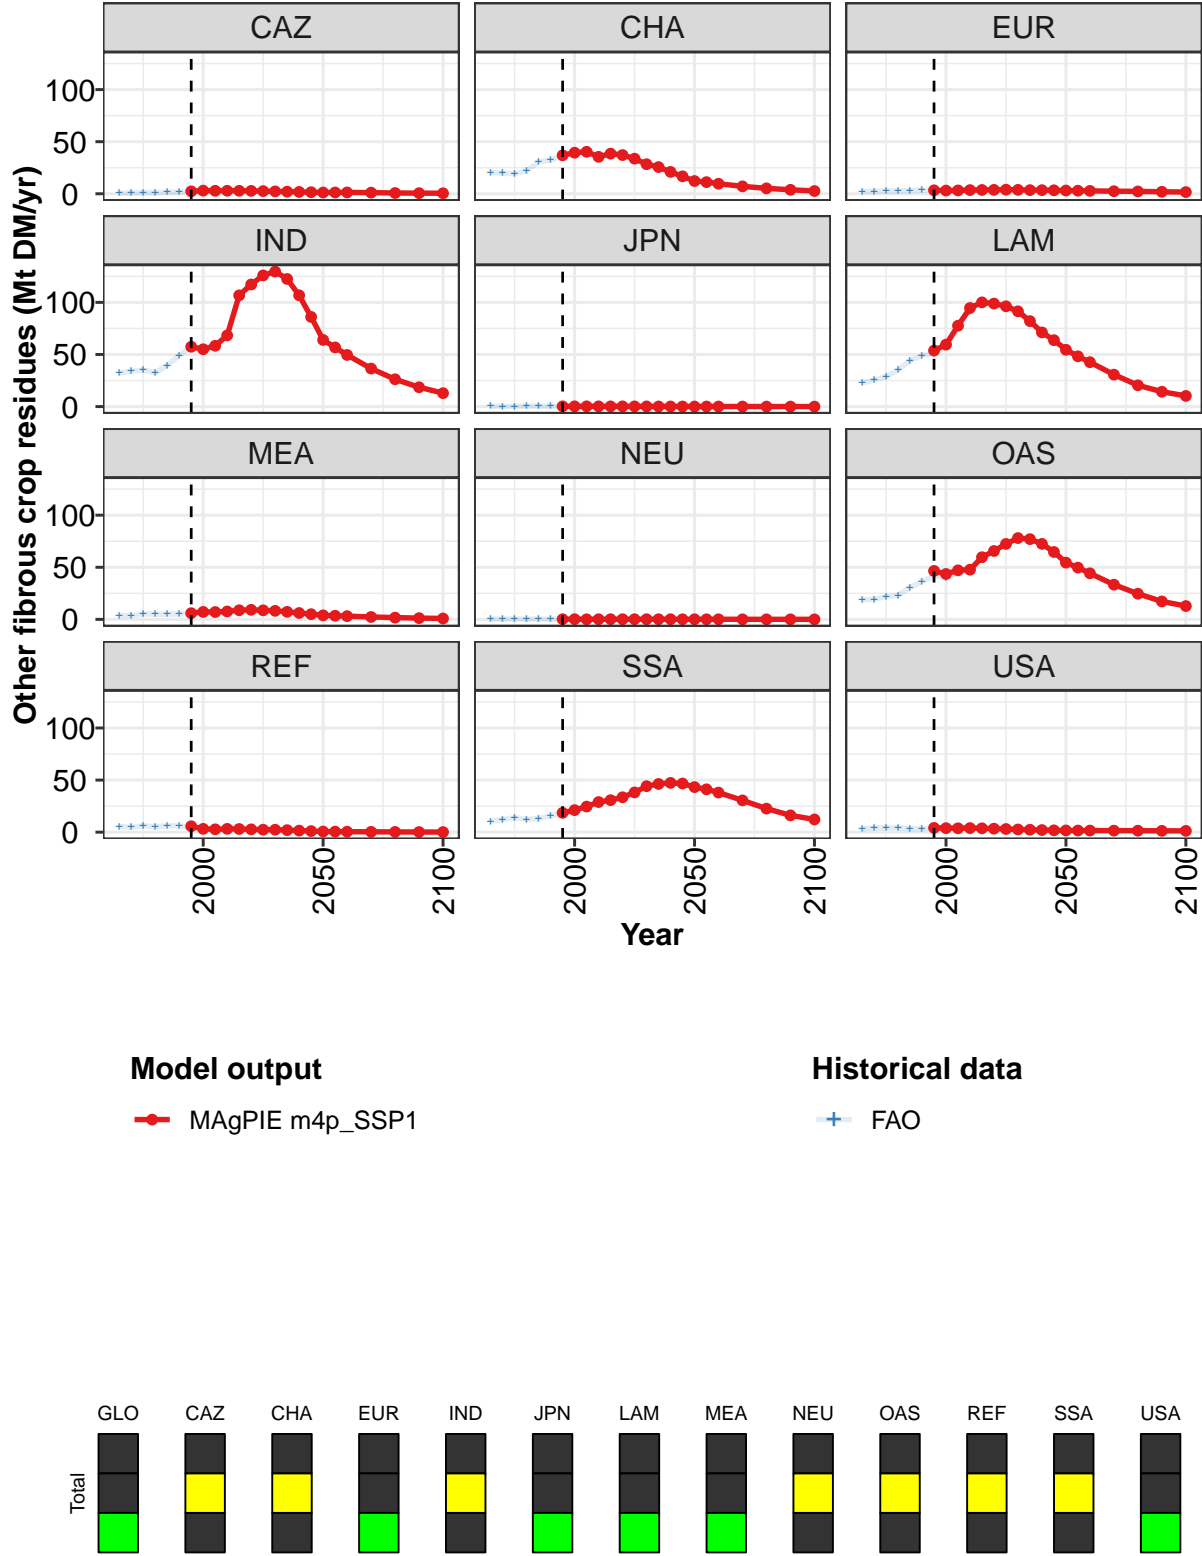 CAZ CHA EUR
100
50
0
IND JPN LAM
100
50
0
MEA NEU OAS
100
50
0
REF SSA USA
100
50
0
Other fibrous crop residues (Mt DM/yr)
2000 2050 2100 2000 2050 2100 2000 2050 2100
Year
Model output Historical data
MAgPIE m4p_SSP1 FAO
GLO CAZ CHA EUR IND JPN LAM MEA NEU OAS REF SSA USA
Total